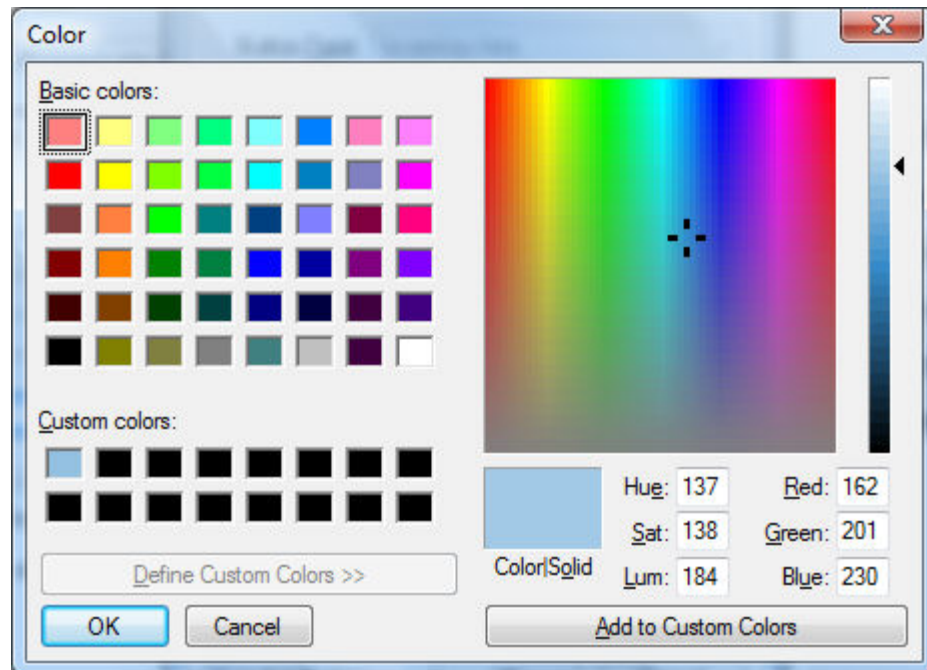 Color
Basic colors:
Custom colors:
Define Custom Colors >>
OK Cancel
Color|Solid
Hue: 137 Red: 162
Sat: 138 Green: 201
Lum: 184 Blue: 230
Add to Custom Colors